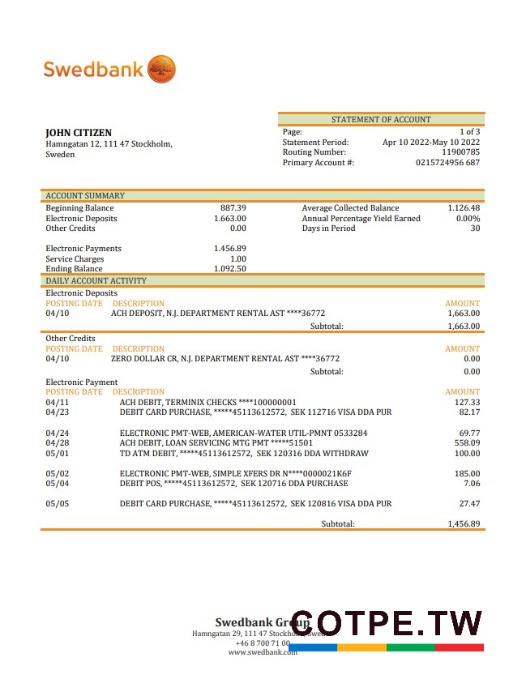 Swedbank
STATEMENT OF ACCOUNT
JOHN CITIZEN
Hamngatan 12, 111 47 Stockholm,
Sweden
Page: 1 of 3
Statement Period: Apr 10 2022-May 10 2022
Routing Number: 11900785
Primary Account #: 0215724956 687
ACCOUNT SUMMARY
Beginning Balance 887.39 Average Collected Balance 1.126.48
Electronic Deposits 1.663.00 Annual Percentage Yield Earned 0.00%
Other Credits 0.00 Days in Period 30
Electronic Payments 1.456.89
Service Charges 1.00
Ending Balance 1.092.50
DAILY ACCOUNT ACTIVITY
Electronic Deposits
POSTING DATE DESCRIPTION AMOUNT
04/10 ACH DEPOSIT, N.J. DEPARTMENT RENTAL AST ****36772 1,663.00
Subtotal: 1,663.00
Other Credits
POSTING DATE DESCRIPTION AMOUNT
04/10 ZERO DOLLAR CR, N.J. DEPARTMENT RENTAL AST ****36772 0.00
Subtotal: 0.00
Electronic Payment
POSTING DATE DESCRIPTION AMOUNT
04/11 ACH DEBIT, TERMINIX CHECKS ****100000001 127.33
04/23 DEBIT CARD PURCHASE, *****45113612572, SEK 112716 VISA DDA PUR 82.17
04/24 ELECTRONIC PMT-WEB, AMERICAN-WATER UTIL-PMNT 0533284 69.77
04/28 ACH DEBIT, LOAN SERVICING MTG PMT *****51501 558.09
05/01 TD ATM DEBIT, *****45113612572, SEK 120316 DDA WITHDRAW 100.00
05/02 ELECTRONIC PMT-WEB, SIMPLE XFERS DR N****0000021K6F 185.00
05/04 DEBIT POS, *****45113612572, SEK 120716 DDA PURCHASE 7.06
05/05 DEBIT CARD PURCHASE, *****45113612572, SEK 120816 VISA DDA PUR 27.47
Subtotal: 1,456.89
Swedbank Group
Hamngatan 29, 111 47 Stockholm, Sweden
+46 8 700 71 00
www.swedbank.com
COTPE.TW